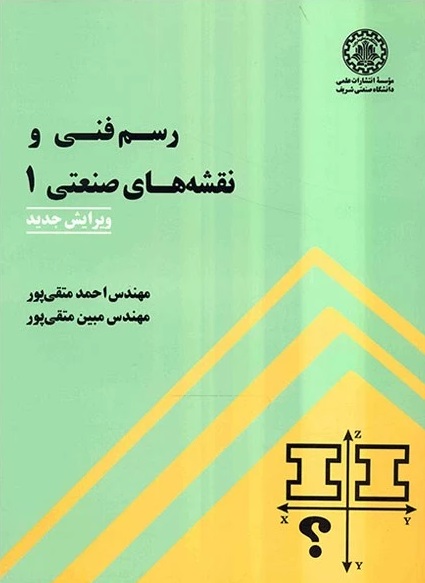 مؤسسهٔ انتشارات علمی
دانشگاه صنعتی شریف
رسم فنی و
نقشه‌های صنعتی ۱
ویرایش جدید
مهندس احمد متقی‌پور
مهندس مبین متقی‌پور
Z
X
Y
؟
Y